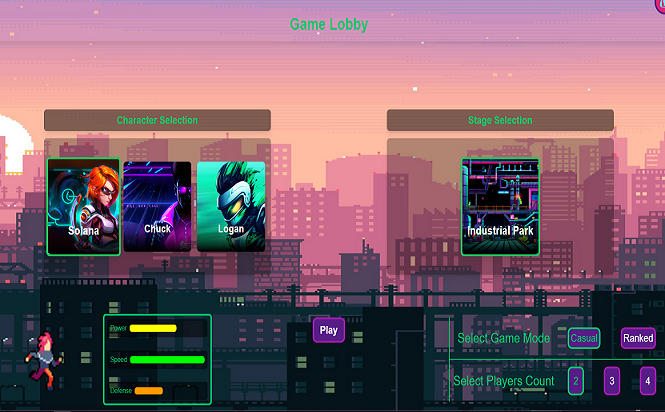 Game Lobby
Character Selection
Stage Selection
Solana
Chuck
Logan
Industrial Park
Power
Speed
Defense
Play
Select Game Mode
Casual
Ranked
Select Players Count
2
3
4